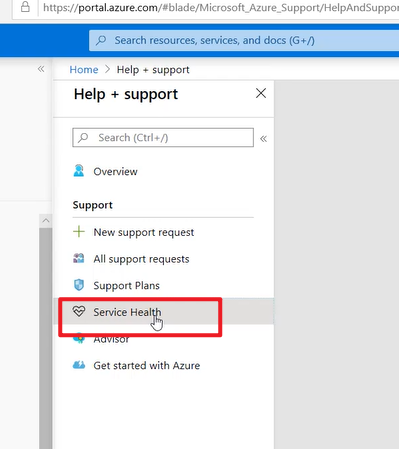 https://portal.azure.com/#blade/Microsoft_Azure_Support/HelpAndSuppor
Search resources, services, and docs (G+/)
Home > Help + support
Help + support
Search (Ctrl+/)
Overview
Support
New support request
All support requests
Support Plans
Service Health
Advisor
Get started with Azure